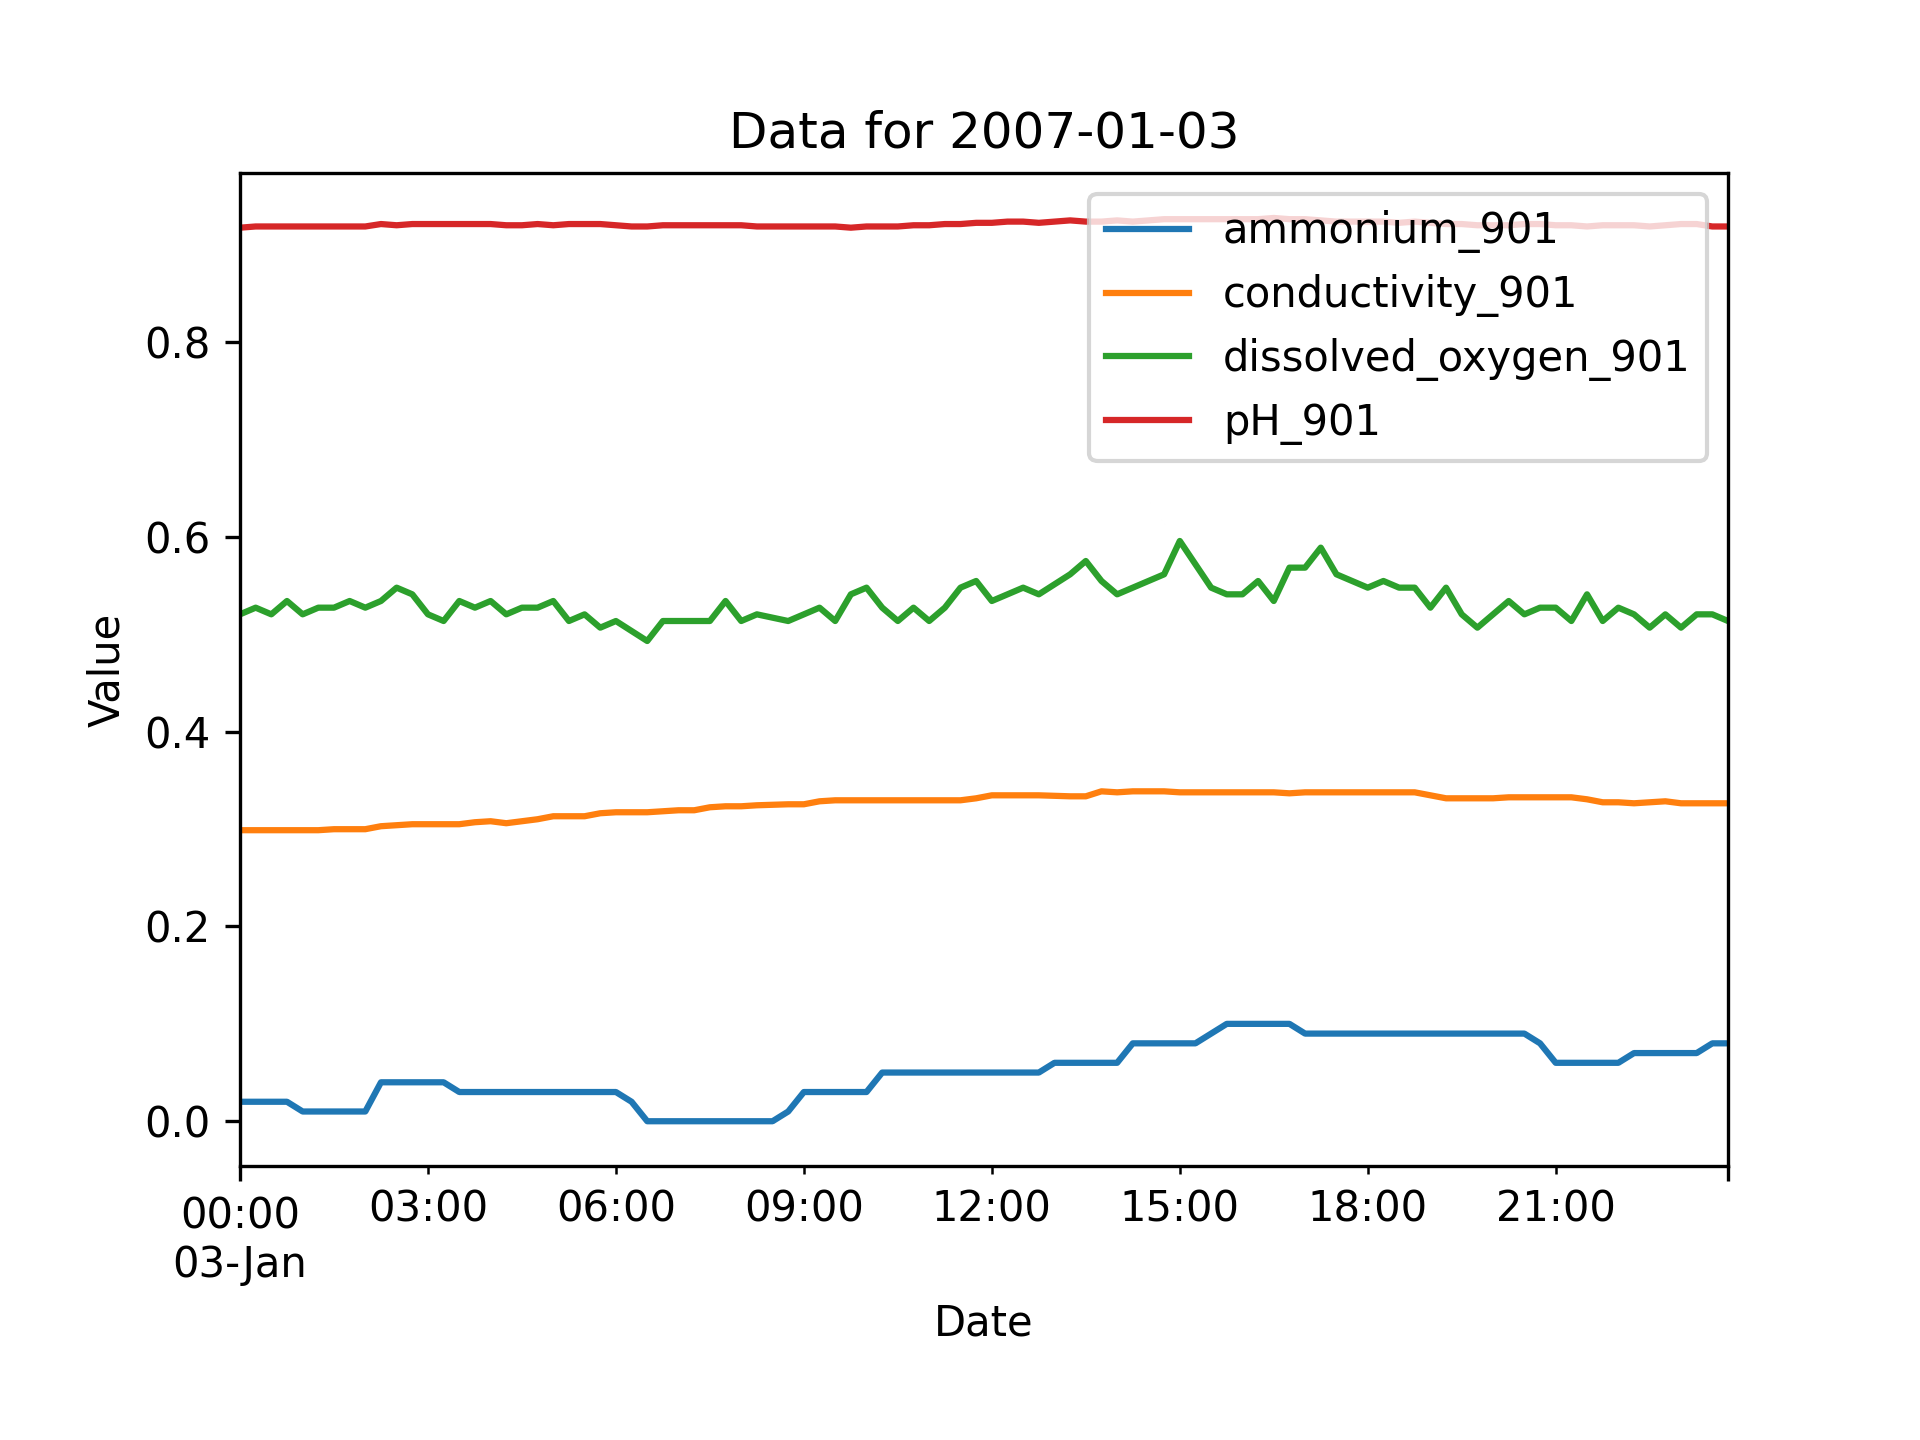 Data for 2007-01-03
ammonium_901
conductivity_901
dissolved_oxygen_901
pH_901
Value
0.8
0.6
0.4
0.2
0.0
00:00 03:00 06:00 09:00 12:00 15:00 18:00 21:00
03-Jan
Date